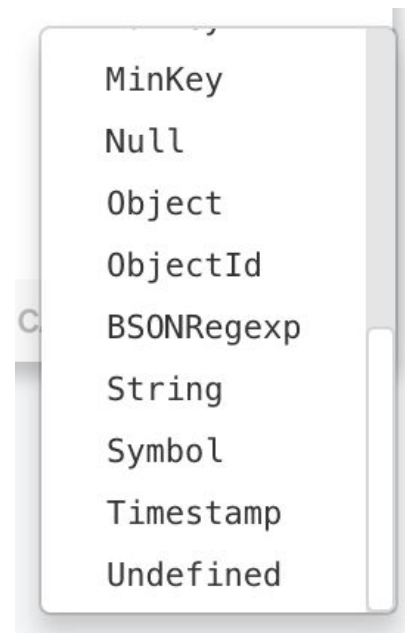 MinKey
Null
Object
ObjectId
BSONRegexp
String
Symbol
Timestamp
Undefined